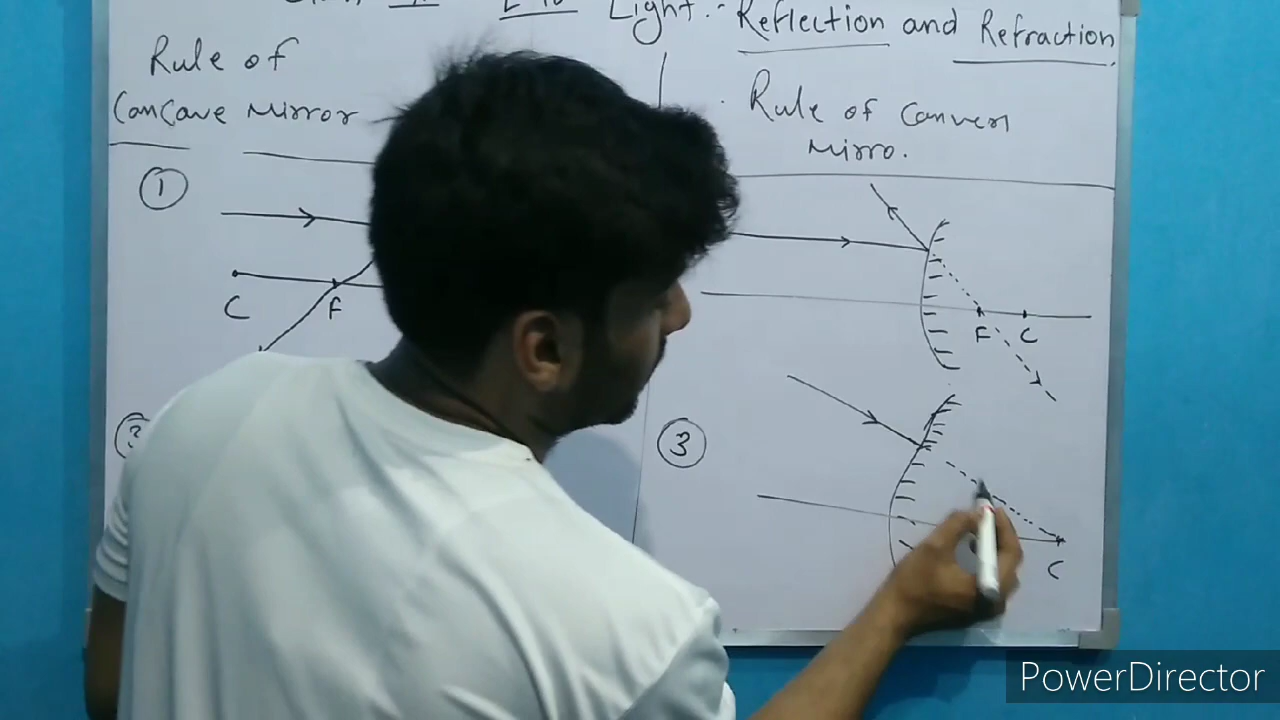 Light :- Reflection and Refraction
Rule of
Concave Mirror
Rule of Convex
Mirro.
①
C
F
F
C
③
C
PowerDirector